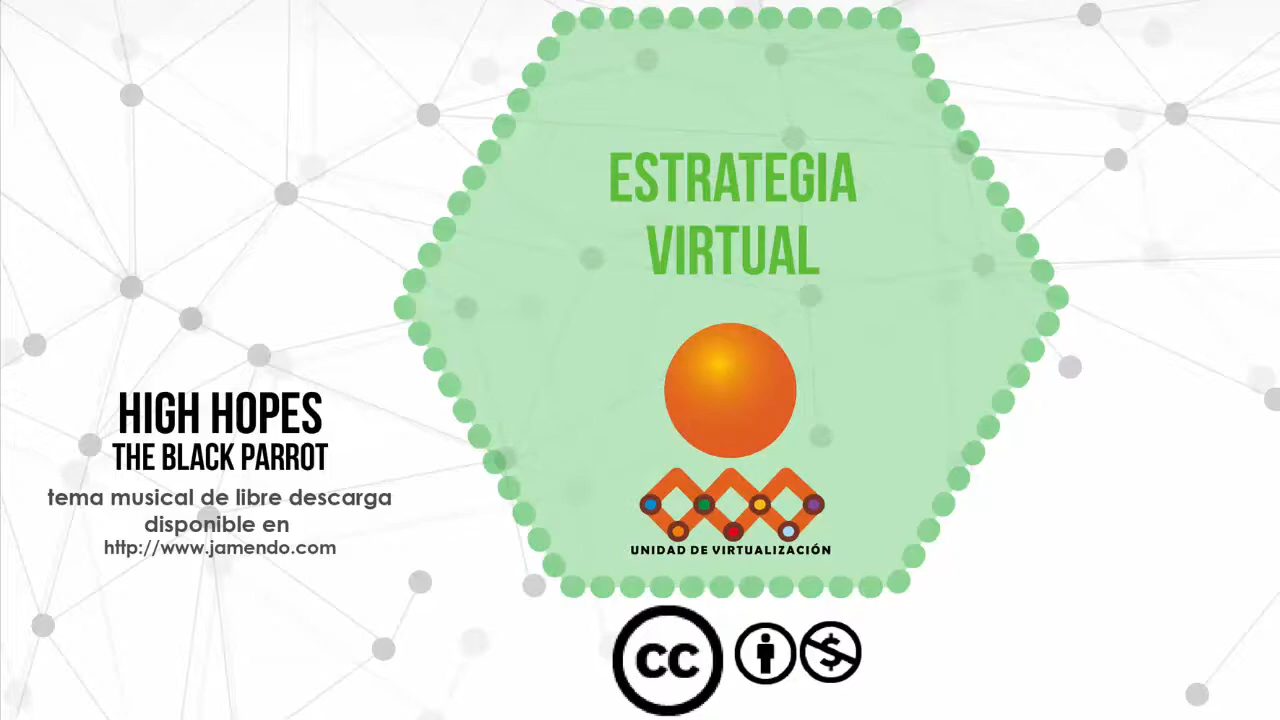 ESTRATEGIA
VIRTUAL
HIGH HOPES
THE BLACK PARROT
tema musical de libre descarga
disponible en
http://www.jamendo.com
UNIDAD DE VIRTUALIZACIÓN
CC
$